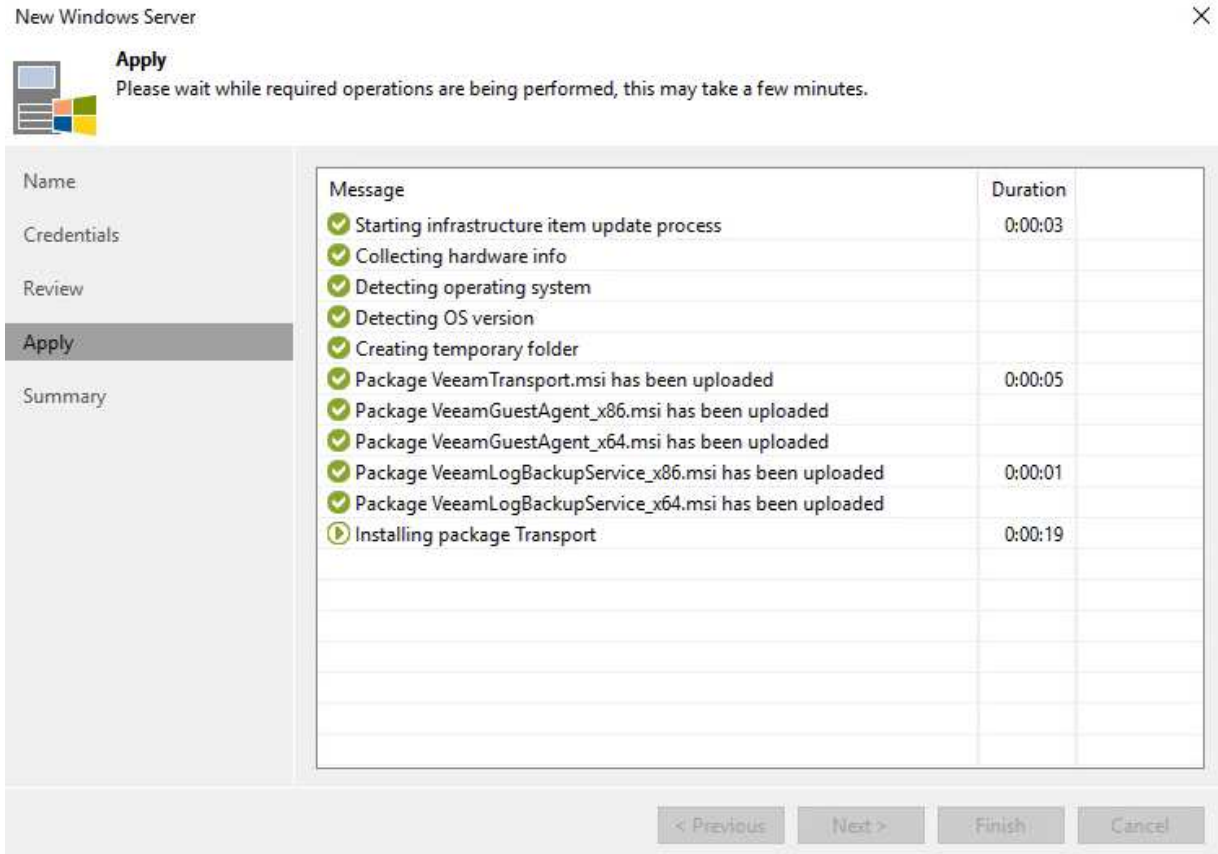 New Windows Server
Apply
Please wait while required operations are being performed, this may take a few minutes.
Name
Credentials
Review
Apply
Summary
Message Duration
Starting infrastructure item update process 0:00:03
Collecting hardware info
Detecting operating system
Detecting OS version
Creating temporary folder
Package VeeamTransport.msi has been uploaded 0:00:05
Package VeeamGuestAgent_x86.msi has been uploaded
Package VeeamGuestAgent_x64.msi has been uploaded
Package VeeamLogBackupService_x86.msi has been uploaded 0:00:01
Package VeeamLogBackupService_x64.msi has been uploaded
Installing package Transport 0:00:19
< Previous Next > Finish Cancel